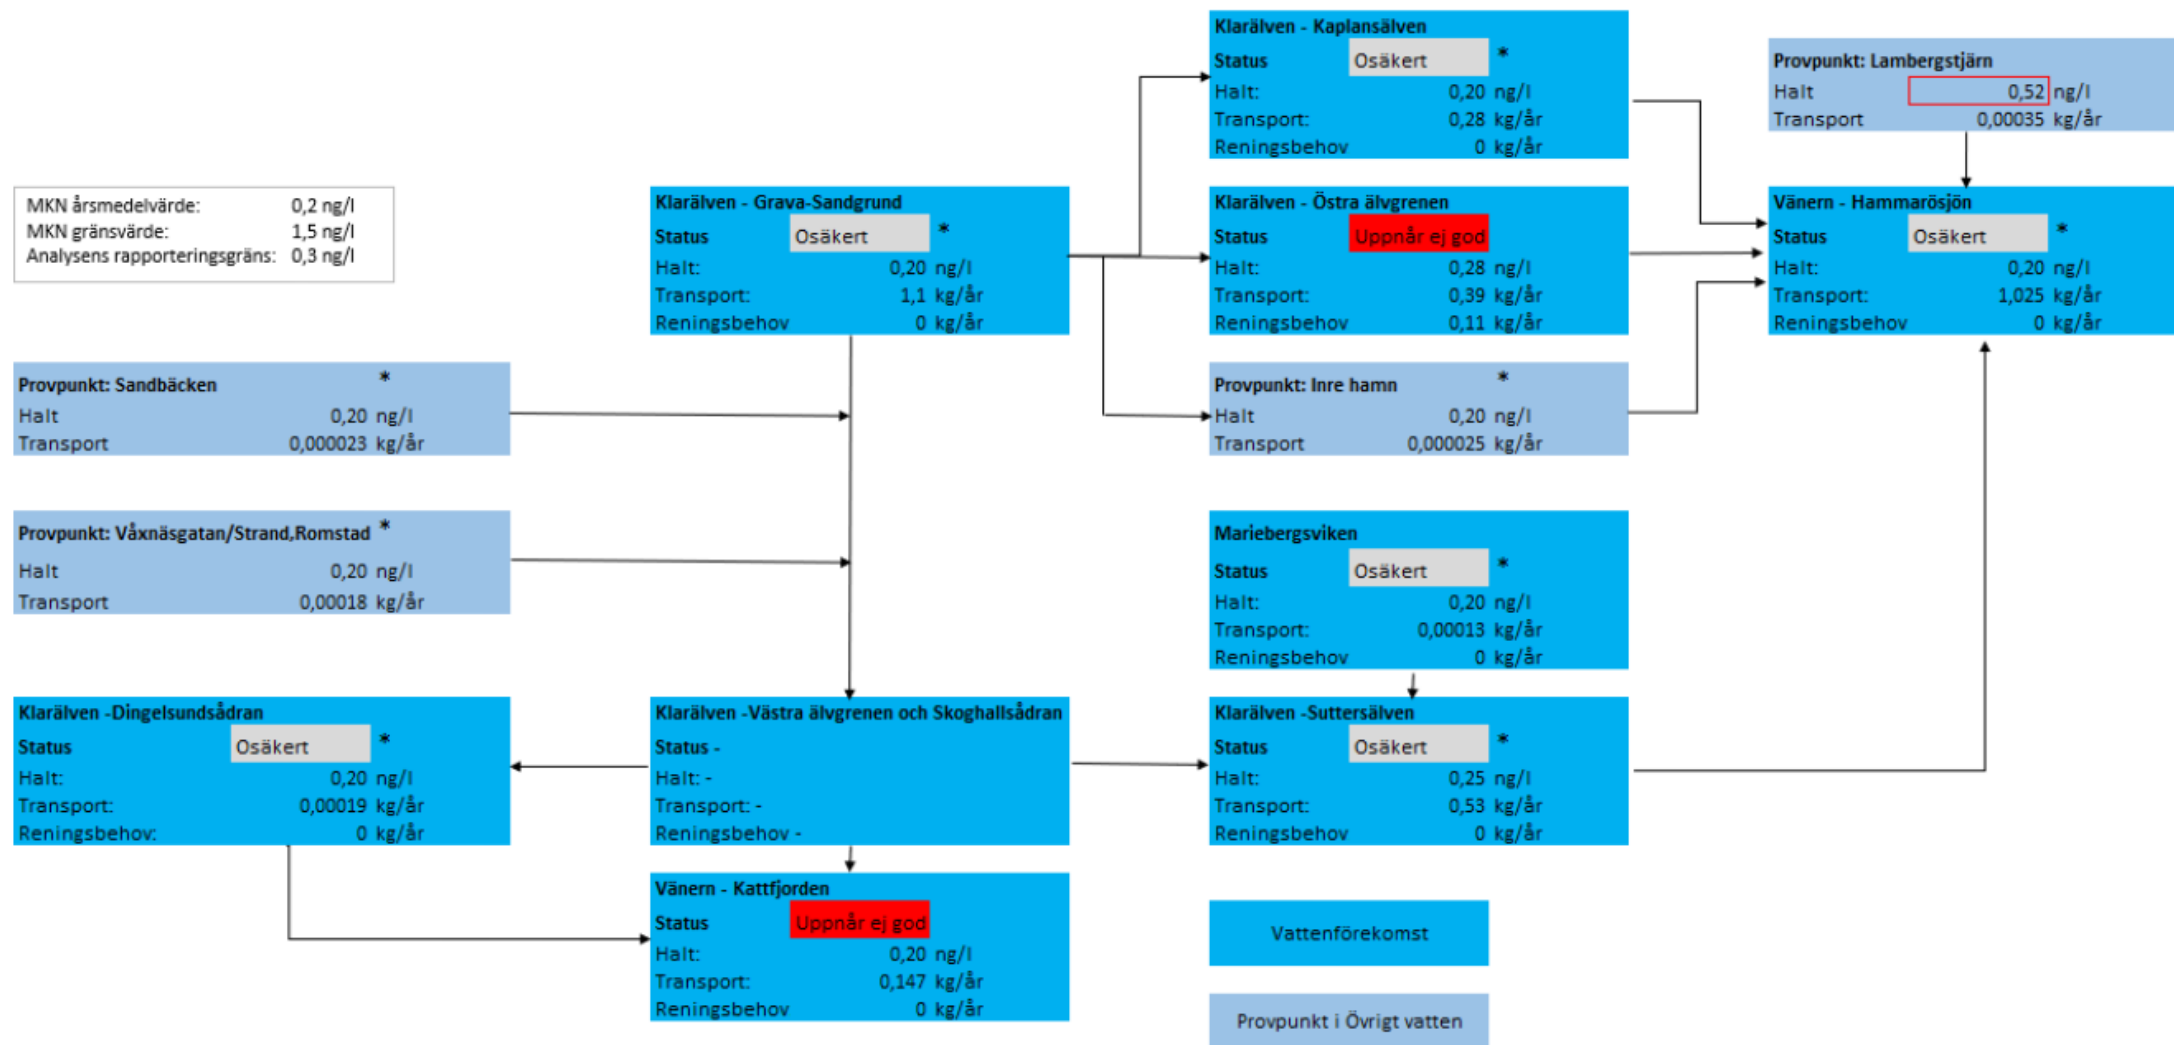 MKN årsmedelvärde: 0,2 ng/l
MKN gränsvärde: 1,5 ng/l
Analysens rapporteringsgräns: 0,3 ng/l
Klarälven - Kaplansälven
Status Osäkert *
Halt: 0,20 ng/l
Transport: 0,28 kg/år
Reningsbehov 0 kg/år
Provpunkt: Lambergstjärn
Halt 0,52 ng/l
Transport 0,00035 kg/år
Klarälven - Grava-Sandgrund
Status Osäkert *
Halt: 0,20 ng/l
Transport: 1,1 kg/år
Reningsbehov 0 kg/år
Klarälven - Östra älvgrenen
Status Uppnår ej god
Halt: 0,28 ng/l
Transport: 0,39 kg/år
Reningsbehov 0,11 kg/år
Vänern - Hammarösjön
Status Osäkert *
Halt: 0,20 ng/l
Transport: 1,025 kg/år
Reningsbehov 0 kg/år
Provpunkt: Sandbäcken *
Halt 0,20 ng/l
Transport 0,000023 kg/år
Provpunkt: Inre hamn *
Halt 0,20 ng/l
Transport 0,000025 kg/år
Provpunkt: Våxnäsgatan/Strand,Romstad *
Halt 0,20 ng/l
Transport 0,00018 kg/år
Mariebergsviken
Status Osäkert *
Halt: 0,20 ng/l
Transport: 0,00013 kg/år
Reningsbehov 0 kg/år
Klarälven -Dingelsundsådran
Status Osäkert *
Halt: 0,20 ng/l
Transport: 0,00019 kg/år
Reningsbehov: 0 kg/år
Klarälven -Västra älvgrenen och Skoghallsådran
Status -
Halt: -
Transport: -
Reningsbehov -
Klarälven -Suttersälven
Status Osäkert *
Halt: 0,25 ng/l
Transport: 0,53 kg/år
Reningsbehov 0 kg/år
Vänern - Kattfjorden
Status Uppnår ej god
Halt: 0,20 ng/l
Transport: 0,147 kg/år
Reningsbehov 0 kg/år
Vattenförekomst
Provpunkt i Övrigt vatten